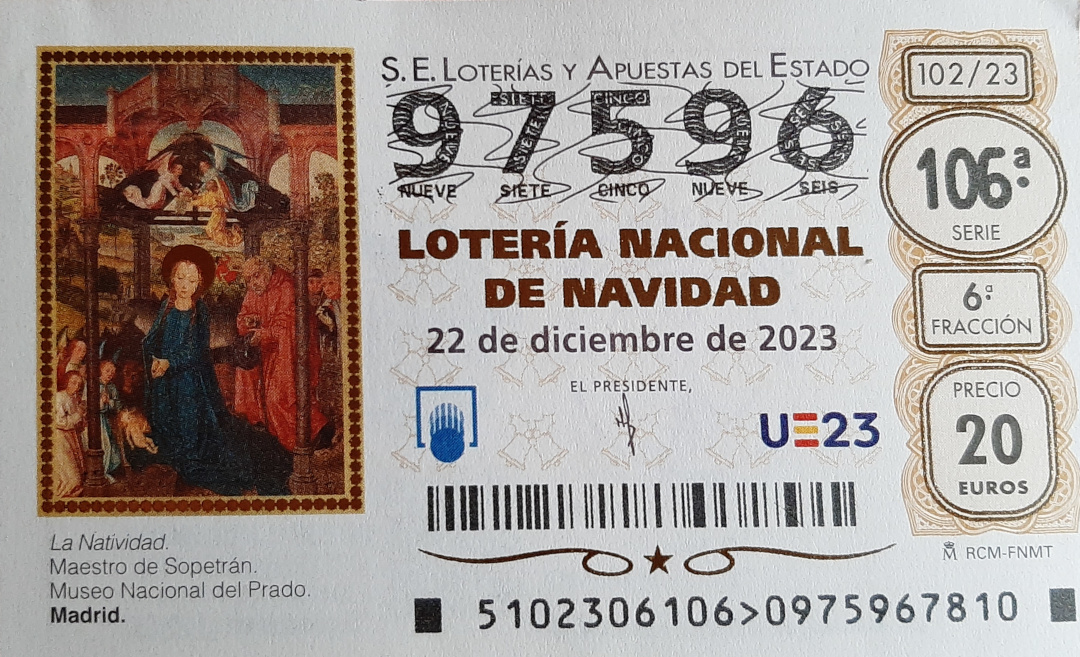 S. E. LOTERÍAS Y APUESTAS DEL ESTADO
97596
NUEVE SIETE CINCO NUEVE SEIS
LOTERÍA NACIONAL
DE NAVIDAD
22 de diciembre de 2023
EL PRESIDENTE,
UE23
5102306106>0975967810
102/23
106.ª
SERIE
6.ª
FRACCIÓN
PRECIO
20
EUROS
RCM-FNMT
La Natividad.
Maestro de Sopetrán.
Museo Nacional del Prado.
Madrid.